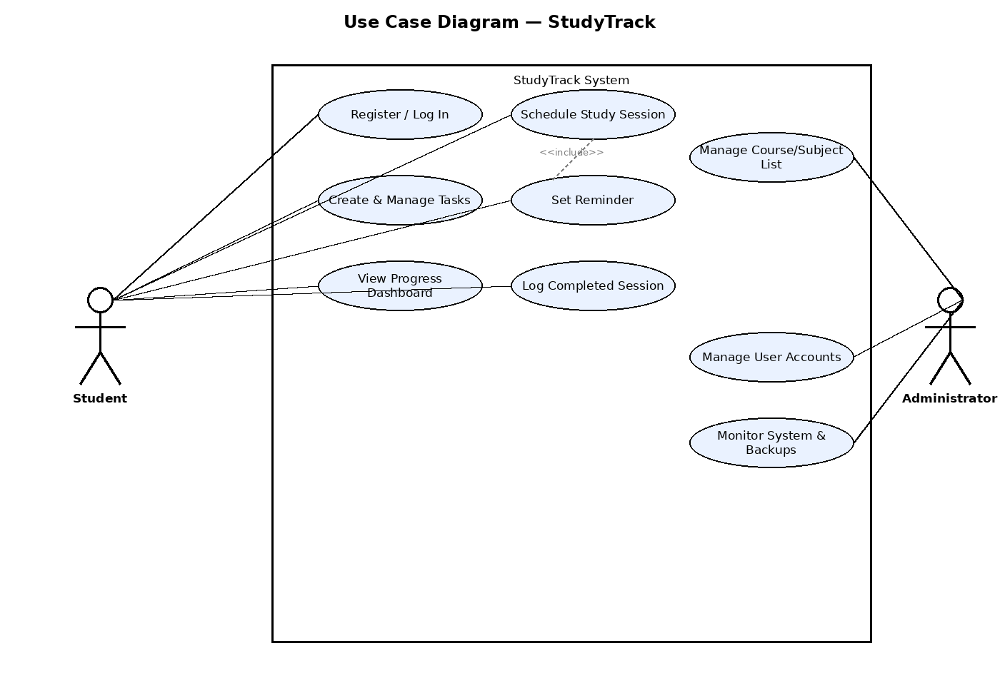 Use Case Diagram — StudyTrack
StudyTrack System
Register / Log In
Schedule Study Session
<<include>>
Manage Course/Subject
List
Create & Manage Tasks
Set Reminder
View Progress
Dashboard
Log Completed Session
Manage User Accounts
Student
Administrator
Monitor System &
Backups